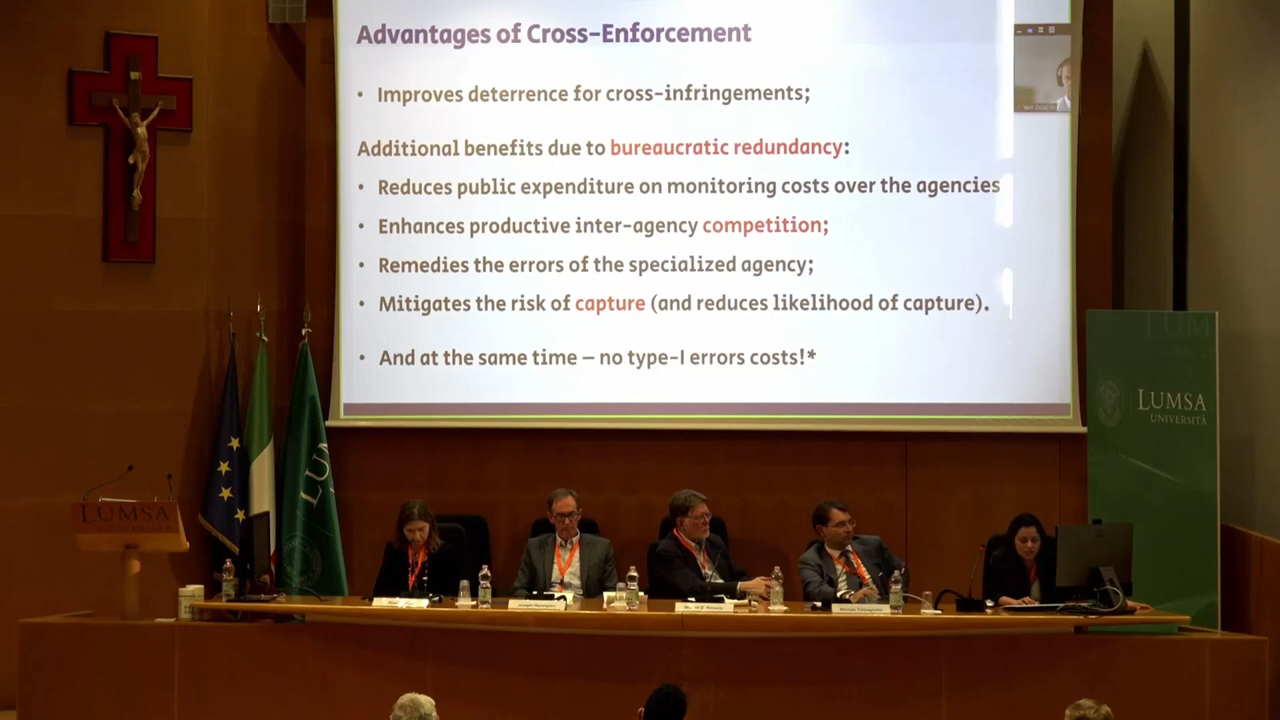 Advantages of Cross-Enforcement
• Improves deterrence for cross-infringements;
Additional benefits due to bureaucratic redundancy:
• Reduces public expenditure on monitoring costs over the agencies
• Enhances productive inter-agency competition;
• Remedies the errors of the specialized agency;
• Mitigates the risk of capture (and reduces likelihood of capture).
• And at the same time – no type-I errors costs!*
LUM
LUMSA
UNIVERSITÀ
LUM
LUMSA
Joseph